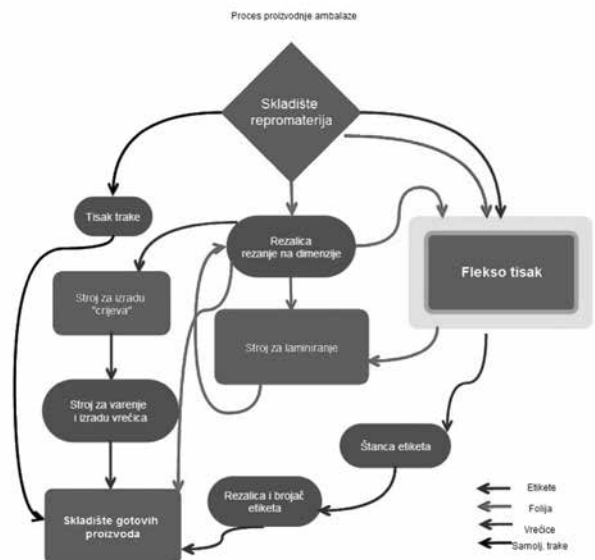 Proces proizvodnje ambalaze
Skladište
repromaterija
Tisak trake
Rezalica
rezanje na dimenzije
Flekso tisak
Stroj za izradu
"crijeva"
Stroj za laminiranje
Stroj za varenje
i izradu vrećica
Štanca etiketa
Rezalica i brojač
etiketa
Skladište gotovih
proizvoda
Etikete
Folija
Vrećice
Samolj. trake